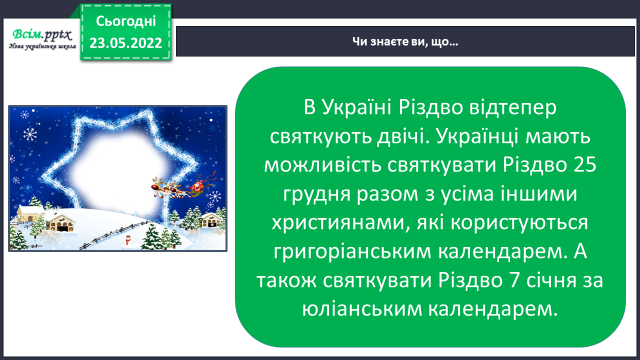 Всім.pptx
Нова українська школа
Сьогодні
23.05.2022
Чи знаєте ви, що…
В Україні Різдво відтепер
святкують двічі. Українці мають
можливість святкувати Різдво 25
грудня разом з усіма іншими
християнами, які користуються
григоріанським календарем. А
також святкувати Різдво 7 січня за
юліанським календарем.